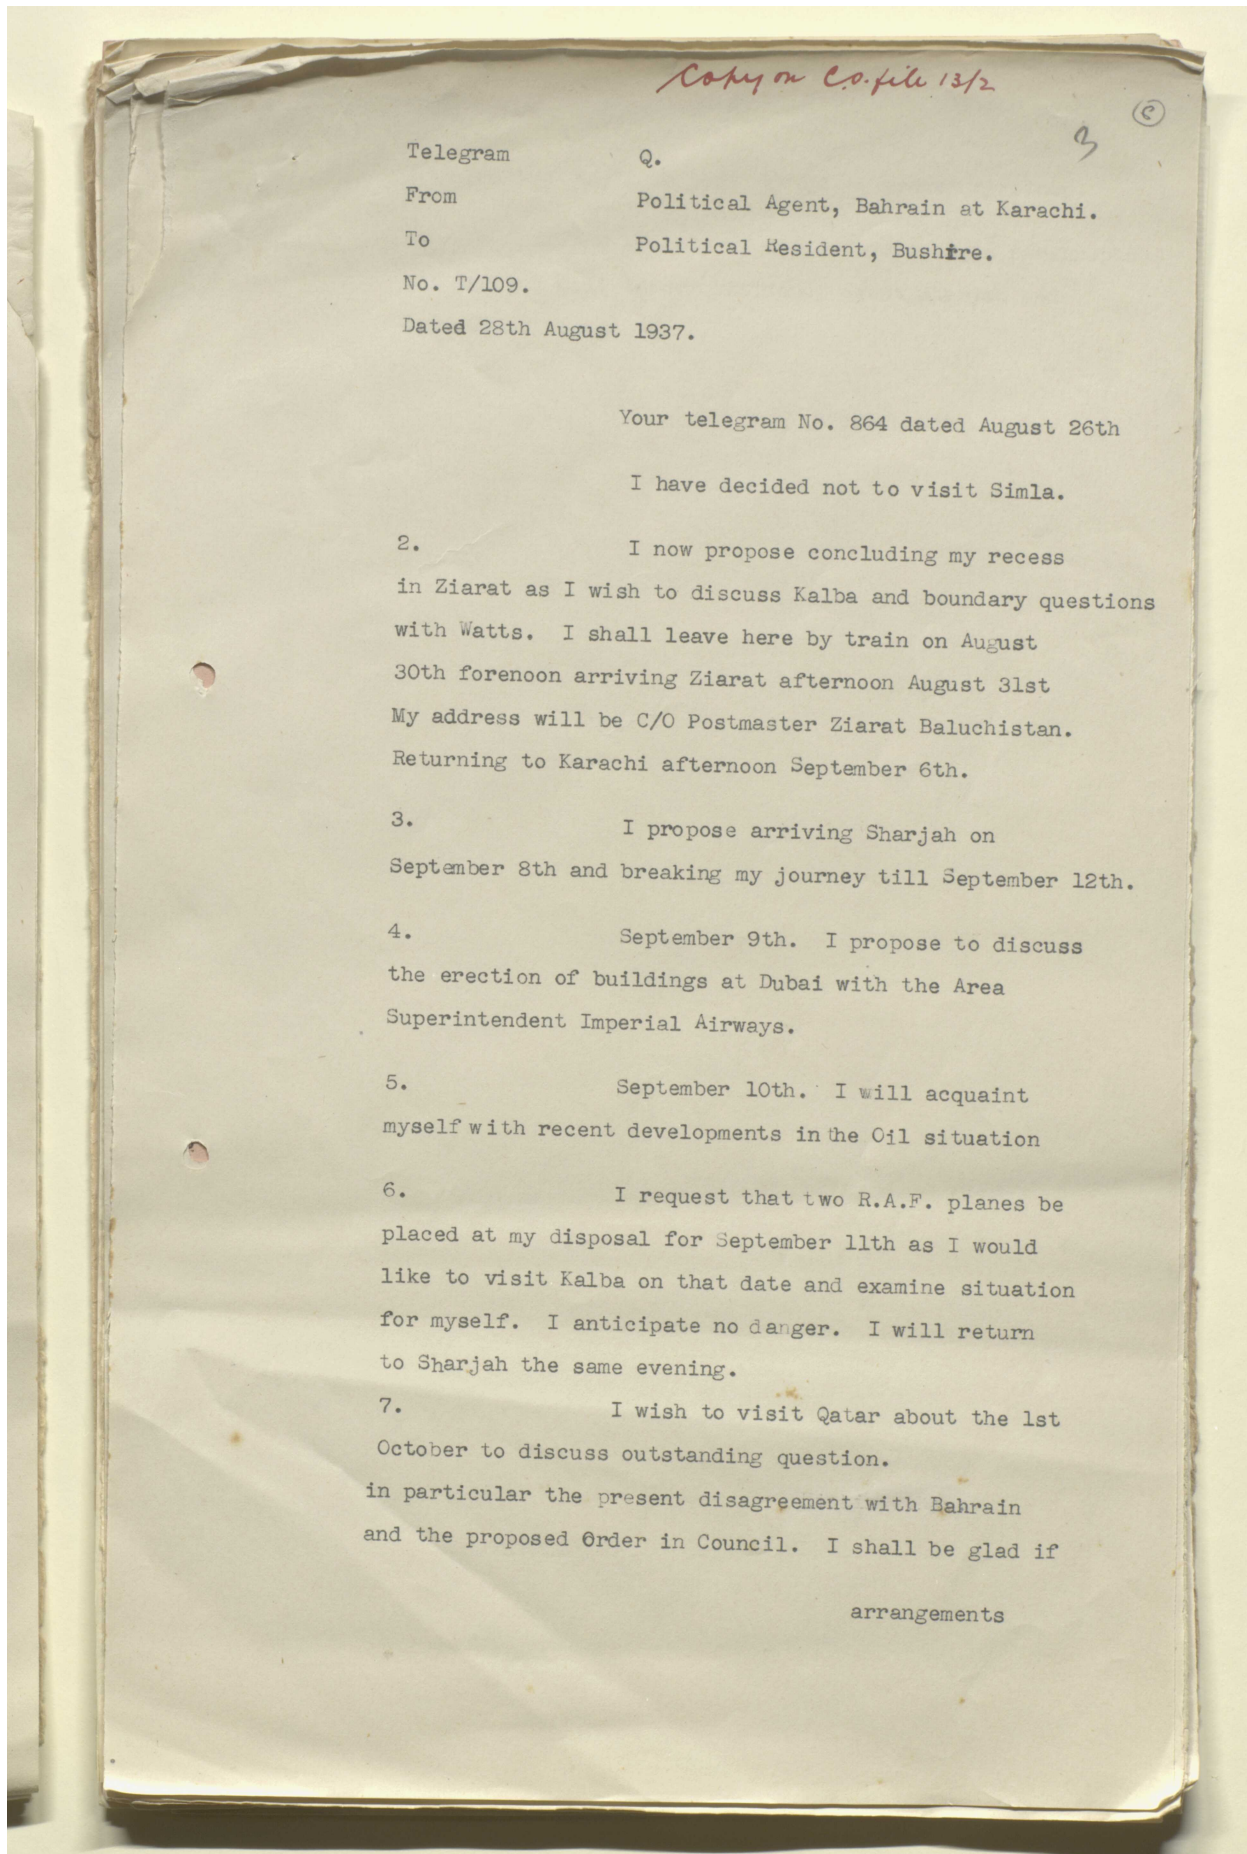 Copy on C.O. file 13/2
3
Telegram Q.
From Political Agent, Bahrain at Karachi.
To Political Resident, Bushire.
No. T/109.
Dated 28th August 1937.
Your telegram No. 864 dated August 26th
I have decided not to visit Simla.
2. I now propose concluding my recess
in Ziarat as I wish to discuss Kalba and boundary questions
with Watts. I shall leave here by train on August
30th forenoon arriving Ziarat afternoon August 31st
My address will be C/O Postmaster Ziarat Baluchistan.
Returning to Karachi afternoon September 6th.
3. I propose arriving Sharjah on
September 8th and breaking my journey till September 12th.
4. September 9th. I propose to discuss
the erection of buildings at Dubai with the Area
Superintendent Imperial Airways.
5. September 10th. I will acquaint
myself with recent developments in the Oil situation
6. I request that two R.A.F. planes be
placed at my disposal for September 11th as I would
like to visit Kalba on that date and examine situation
for myself. I anticipate no danger. I will return
to Sharjah the same evening.
7. I wish to visit Qatar about the 1st
October to discuss outstanding question.
in particular the present disagreement with Bahrain
and the proposed Order in Council. I shall be glad if
arrangements